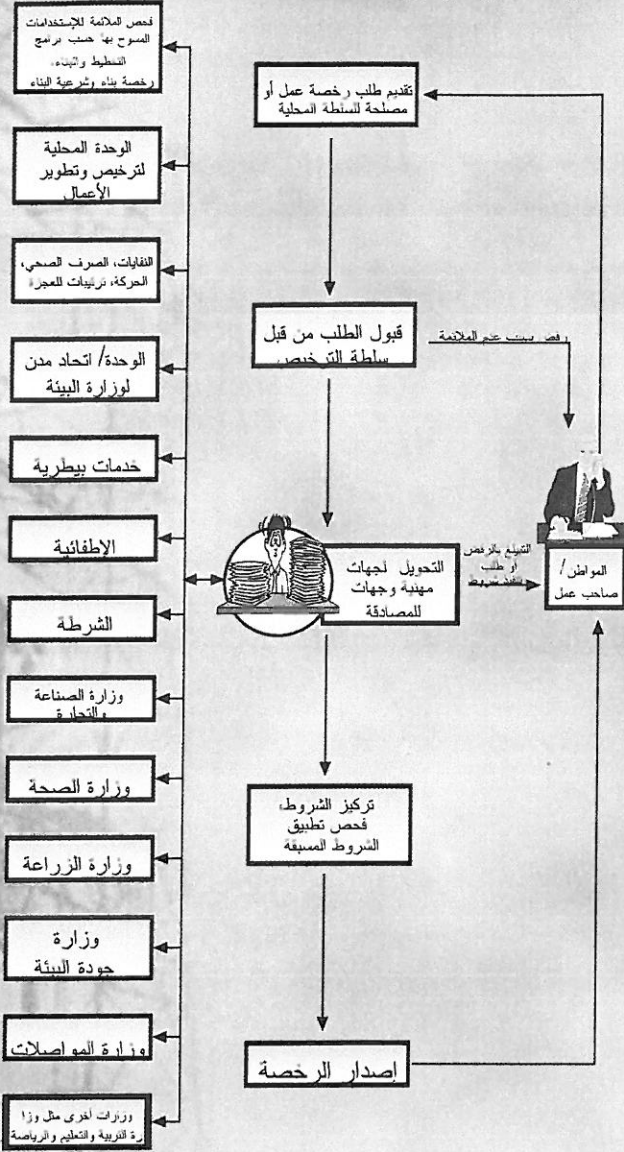 تقديم طلب رخصة عمل أو
مصلحة للسلطة المحلية
قبول الطلب من قبل
سلطة الترخيص
رفض بسبب عدم الملائمة
التحويل لجهات
مهنية وجهات
للمصادقة
التبيلغ بالرفض
أو طلب
شروط
المواطن/
صاحب عمل
تركيز الشروط،
فحص تطبيق
الشروط المسبقة
إصدار الرخصة
فحص الملائمة للإستخدامات
المسوح بها حسب برامج
التخطيط والبناء،
رخصة بناء وشرعية البناء
الوحدة المحلية
لترخيص وتطوير
الأعمال
النفايات، الصرف الصحي،
الحركة، ترتيبات للعجزة
الوحدة/ اتحاد مدن
لوزارة البيئة
خدمات بيطرية
الإطفائية
الشرطة
وزارة الصناعة
والتجارة
وزارة الصحة
وزارة الزراعة
وزارة
جودة البيئة
وزارة المواصلات
وزارات أخرى مثل وزا
رة التربية والتعليم والرياضة